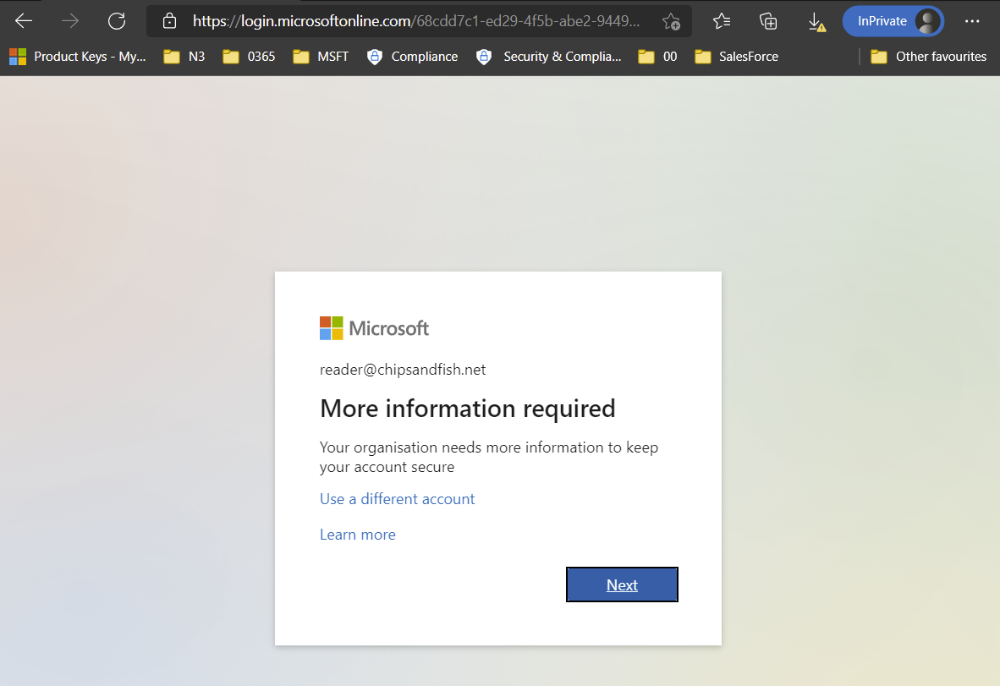 https://login.microsoftonline.com/68cdd7c1-ed29-4f5b-abe2-9449... InPrivate
Product Keys - My... N3 0365 MSFT Compliance Security & Complia... 00 SalesForce Other favourites
Microsoft
reader@chipsandfish.net
More information required
Your organisation needs more information to keep
your account secure
Use a different account
Learn more
Next